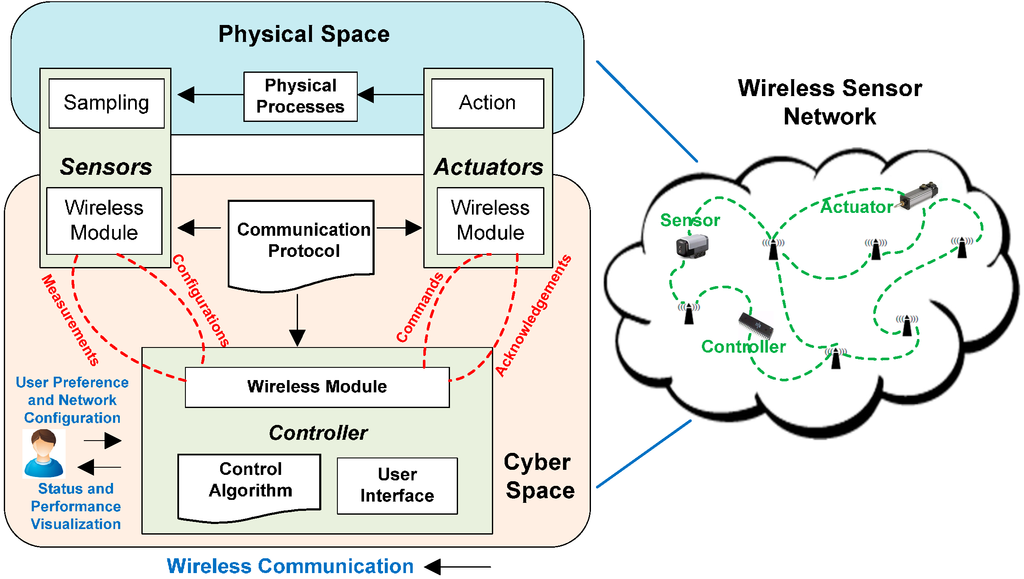 Physical Space
Sampling
Physical
Processes
Action
Sensors
Actuators
Wireless
Module
Communication
Protocol
Wireless
Module
Measurements
Configurations
Commands
Acknowledgements
Wireless Module
Controller
Control
Algorithm
User
Interface
User Preference
and Network
Configuration
Status and
Performance
Visualization
Cyber
Space
Wireless Communication
Wireless Sensor
Network
Sensor
Actuator
Controller